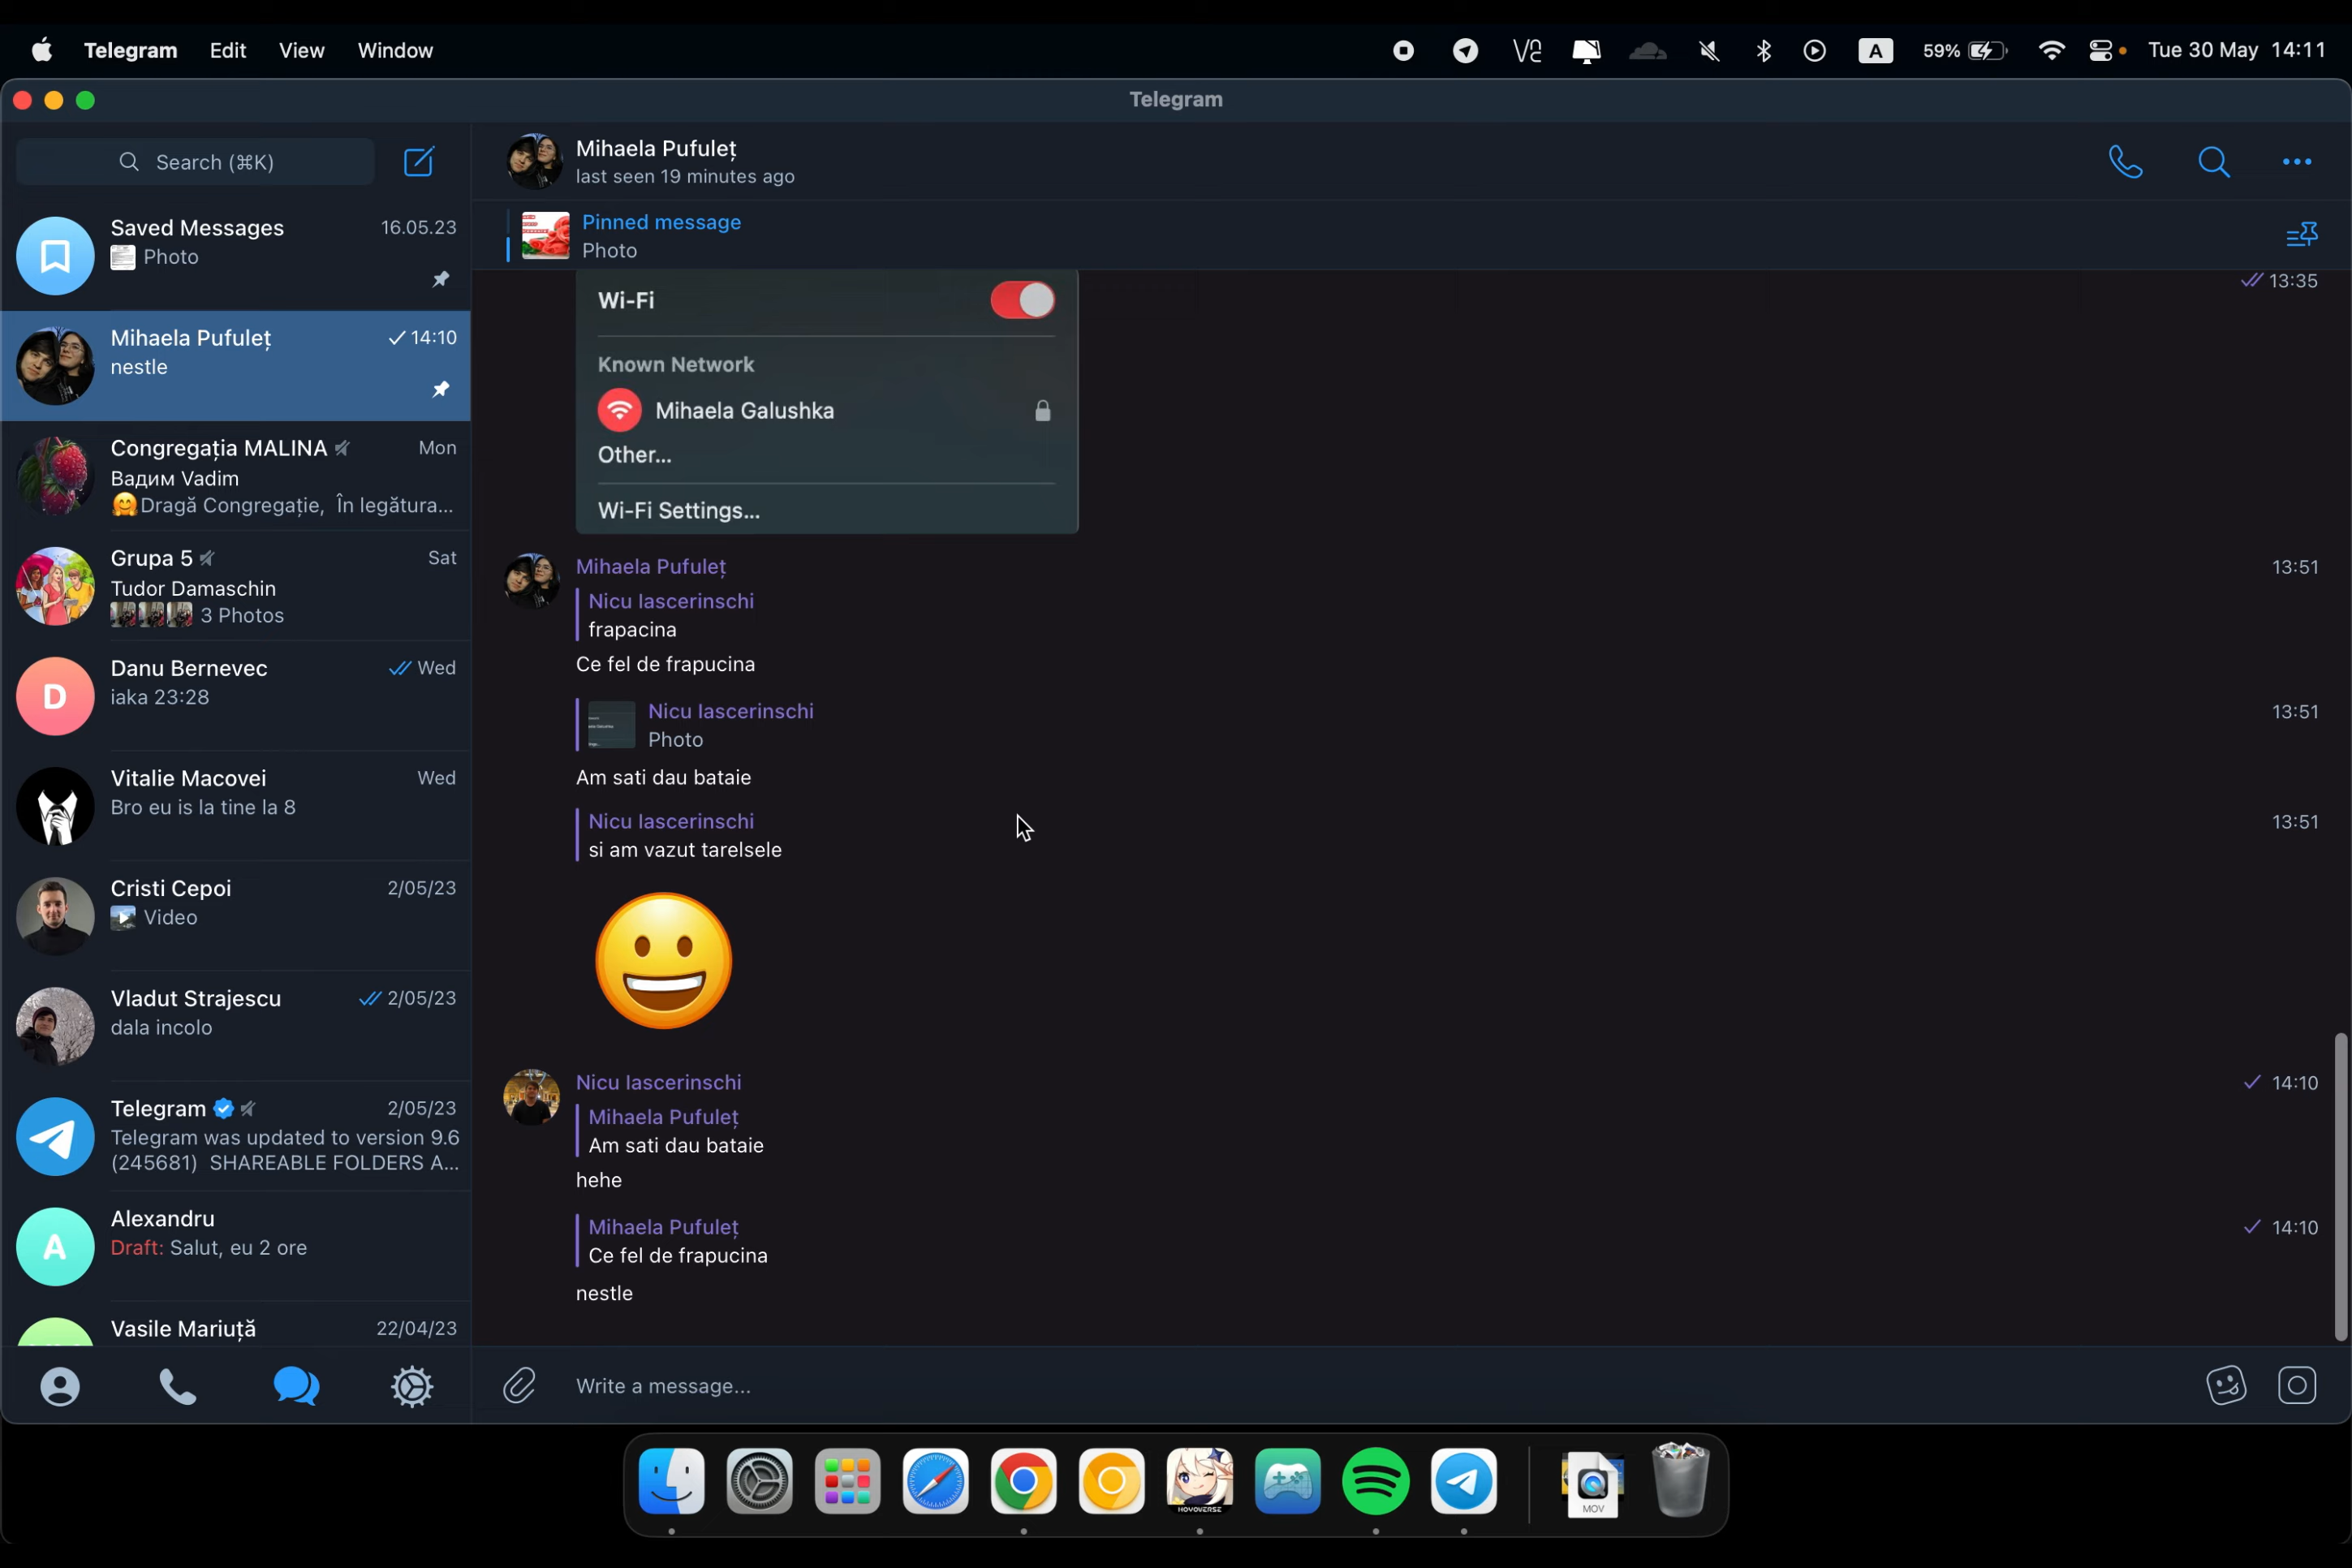 Telegram Edit View Window
A 59% Tue 30 May 14:11
Telegram
Search (⌘K)
Saved Messages 16.05.23
Photo
Mihaela Pufuleț 14:10
nestle
Congregația MALINA Mon
Вадим Vadim
🤗Dragă Congregație, În legătura...
Grupa 5 Sat
Tudor Damaschin
3 Photos
D
Danu Bernevec Wed
iaka 23:28
Vitalie Macovei Wed
Bro eu is la tine la 8
Cristi Cepoi 2/05/23
Video
Vladut Strajescu 2/05/23
dala incolo
Telegram 2/05/23
Telegram was updated to version 9.6
(245681) SHAREABLE FOLDERS A...
A
Alexandru
Draft: Salut, eu 2 ore
Vasile Mariuță 22/04/23
Mihaela Pufuleț
last seen 19 minutes ago
Pinned message
Photo
13:35
Wi-Fi
Known Network
Mihaela Galushka
Other...
Wi-Fi Settings...
Mihaela Pufuleț 13:51
Nicu Iascerinschi
frapacina
Ce fel de frapucina
Nicu Iascerinschi 13:51
Photo
Am sati dau bataie
Nicu Iascerinschi 13:51
si am vazut tarelsele
Nicu Iascerinschi 14:10
Mihaela Pufuleț
Am sati dau bataie
hehe
Mihaela Pufuleț 14:10
Ce fel de frapucina
nestle
Write a message...
HOYOVERSE
MOV